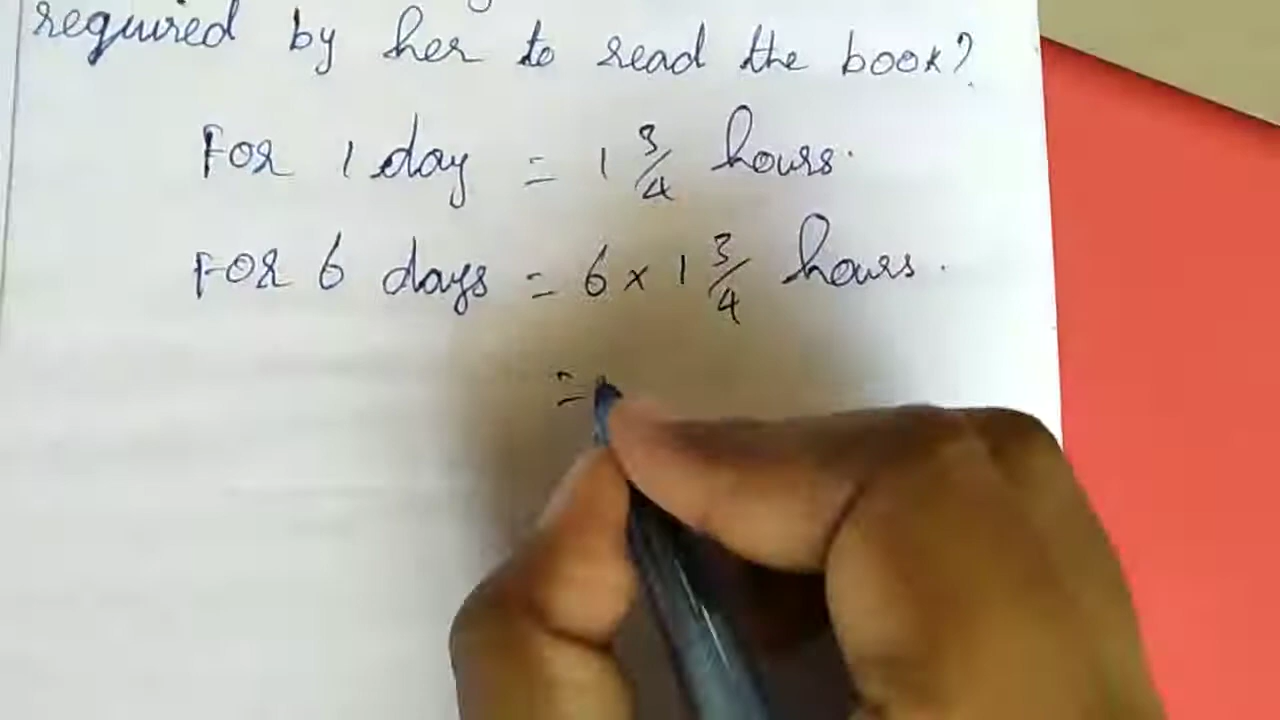 required by her to read the book?
For 1 day = 1 3/4 hours.
For 6 days = 6 x 1 3/4 hours.
=